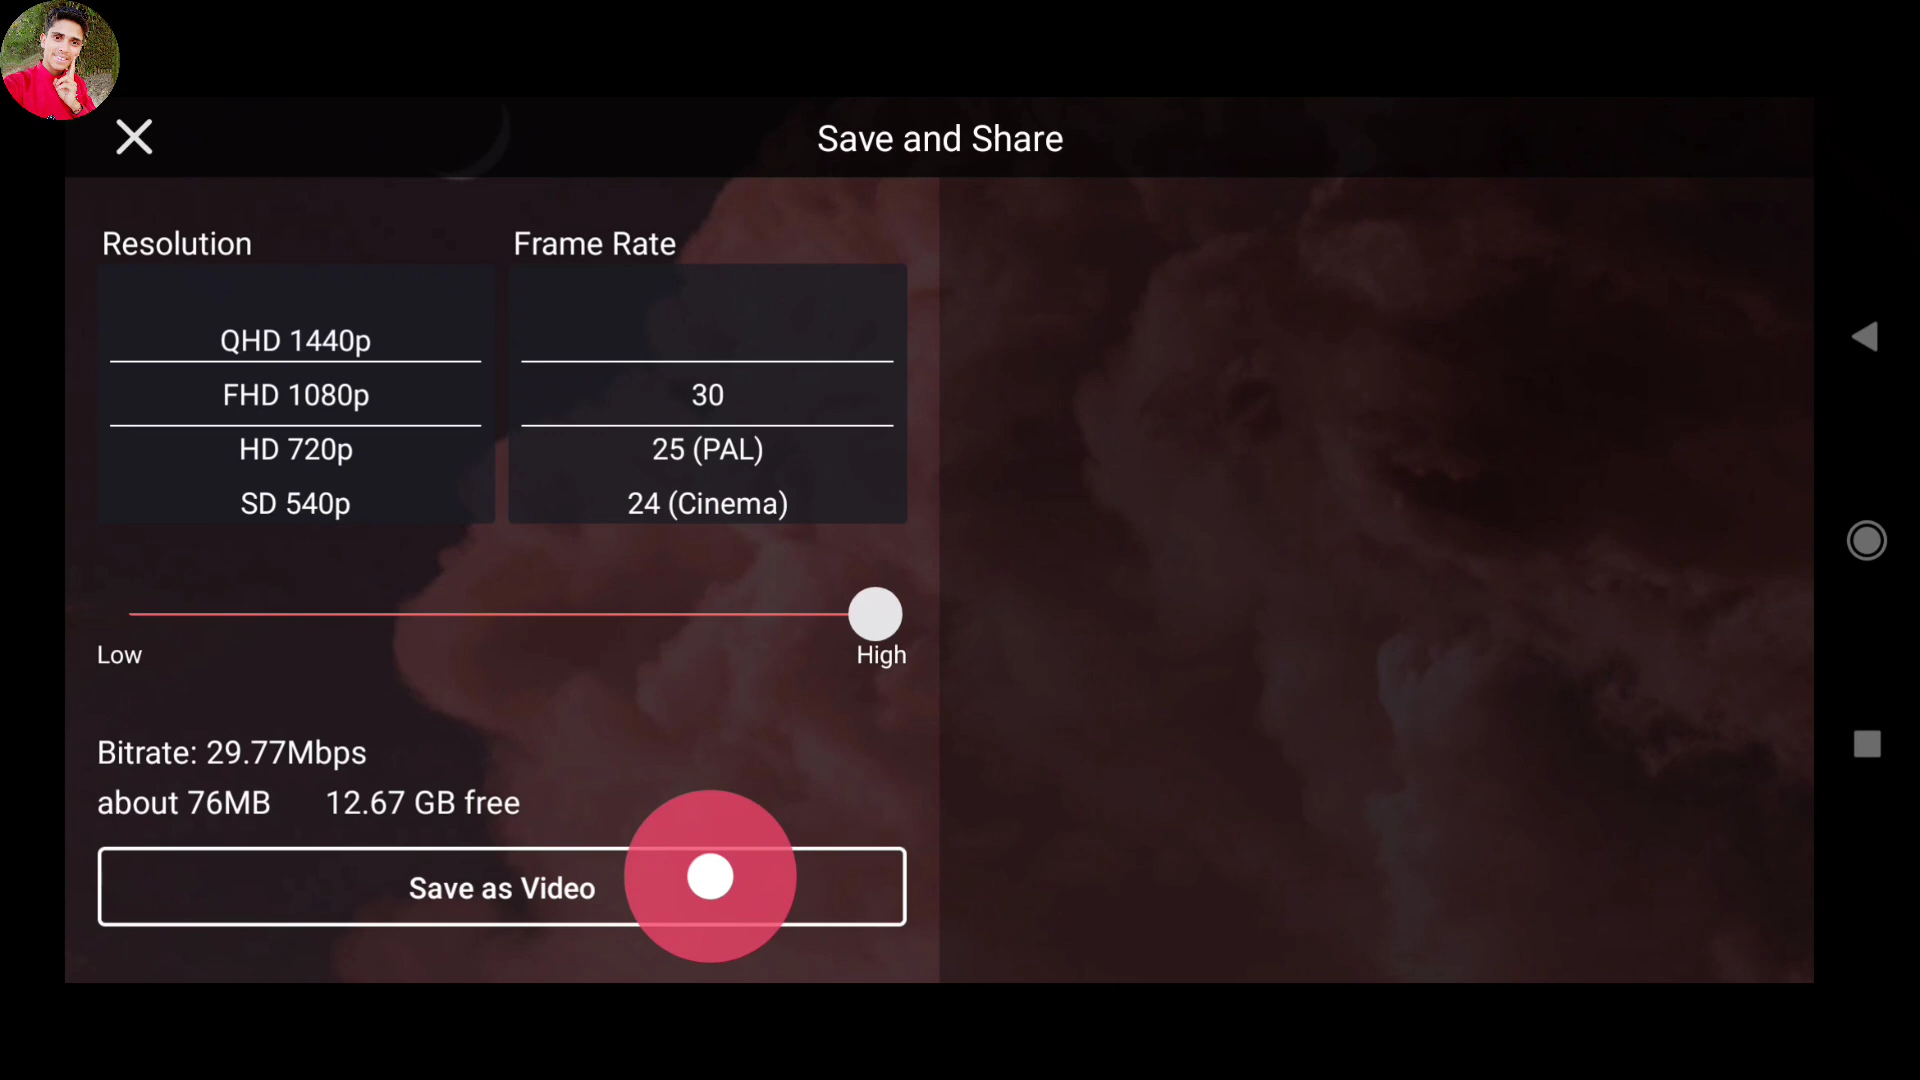 Save and Share
Resolution
Frame Rate
QHD 1440p
FHD 1080p
30
HD 720p
25 (PAL)
SD 540p
24 (Cinema)
Low
High
Bitrate: 29.77Mbps
about 76MB 12.67 GB free
Save as Video